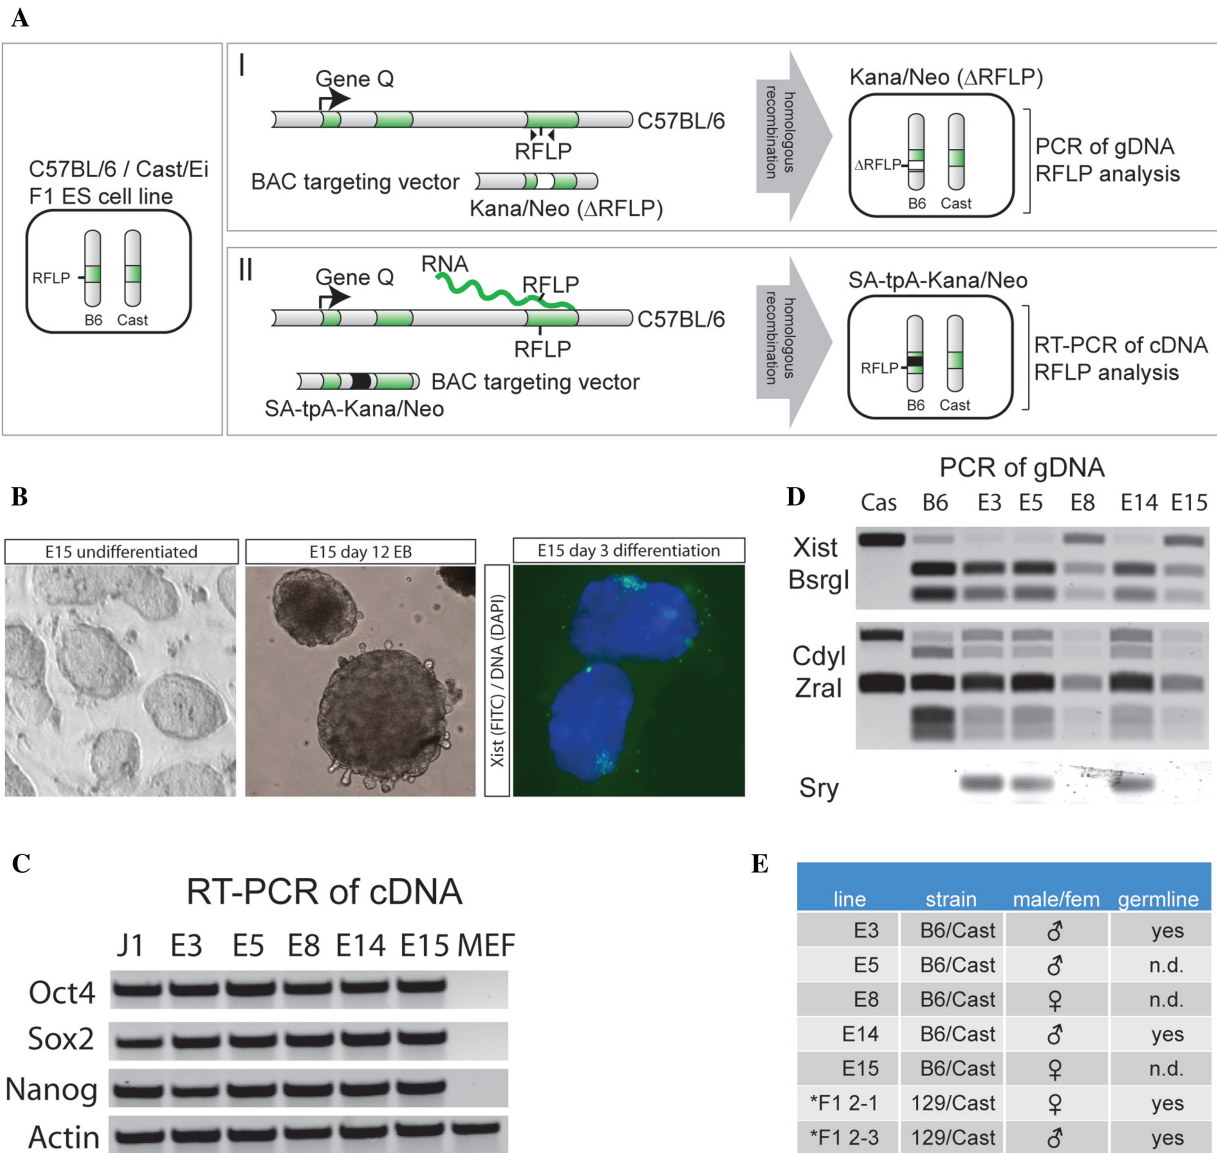 A
C57BL/6 / Cast/Ei
F1 ES cell line
RFLP
B6 Cast
I
Gene Q
C57BL/6
RFLP
BAC targeting vector
Kana/Neo (ΔRFLP)
homologous
recombination
Kana/Neo (ΔRFLP)
ΔRFLP
B6 Cast
PCR of gDNA
RFLP analysis
II
Gene Q
RNA
RFLP
C57BL/6
RFLP
BAC targeting vector
SA-tpA-Kana/Neo
homologous
recombination
SA-tpA-Kana/Neo
RFLP
B6 Cast
RT-PCR of cDNA
RFLP analysis
B
E15 undifferentiated
E15 day 12 EB
Xist (FITC) / DNA (DAPI)
E15 day 3 differentiation
D
PCR of gDNA
Cas B6 E3 E5 E8 E14 E15
Xist
BsrgI
Cdyl
ZraI
Sry
C
RT-PCR of cDNA
J1 E3 E5 E8 E14 E15 MEF
Oct4
Sox2
Nanog
Actin
E
line strain male/fem germline
E3 B6/Cast ♂ yes
E5 B6/Cast ♂ n.d.
E8 B6/Cast ♀ n.d.
E14 B6/Cast ♂ yes
E15 B6/Cast ♀ n.d.
*F1 2-1 129/Cast ♀ yes
*F1 2-3 129/Cast ♂ yes